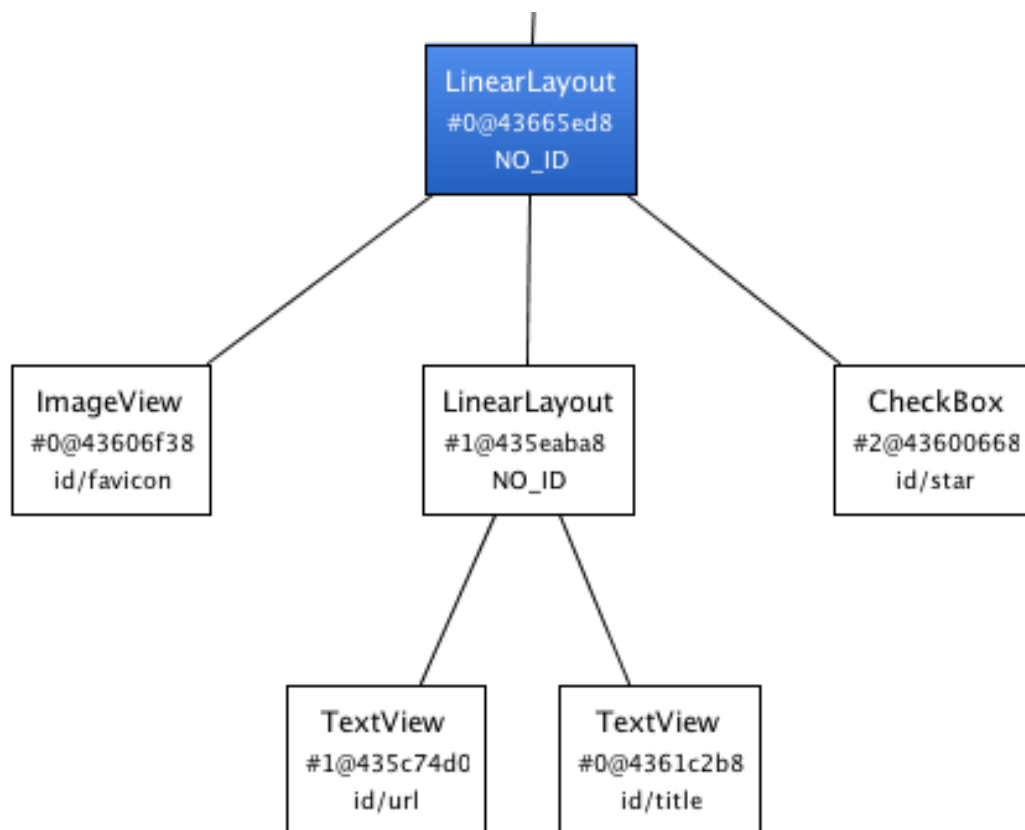 LinearLayout
#0@43665ed8
NO_ID
ImageView
#0@43606f38
id/favicon
LinearLayout
#1@435eaba8
NO_ID
CheckBox
#2@43600668
id/star
TextView
#1@435c74d0
id/url
TextView
#0@4361c2b8
id/title